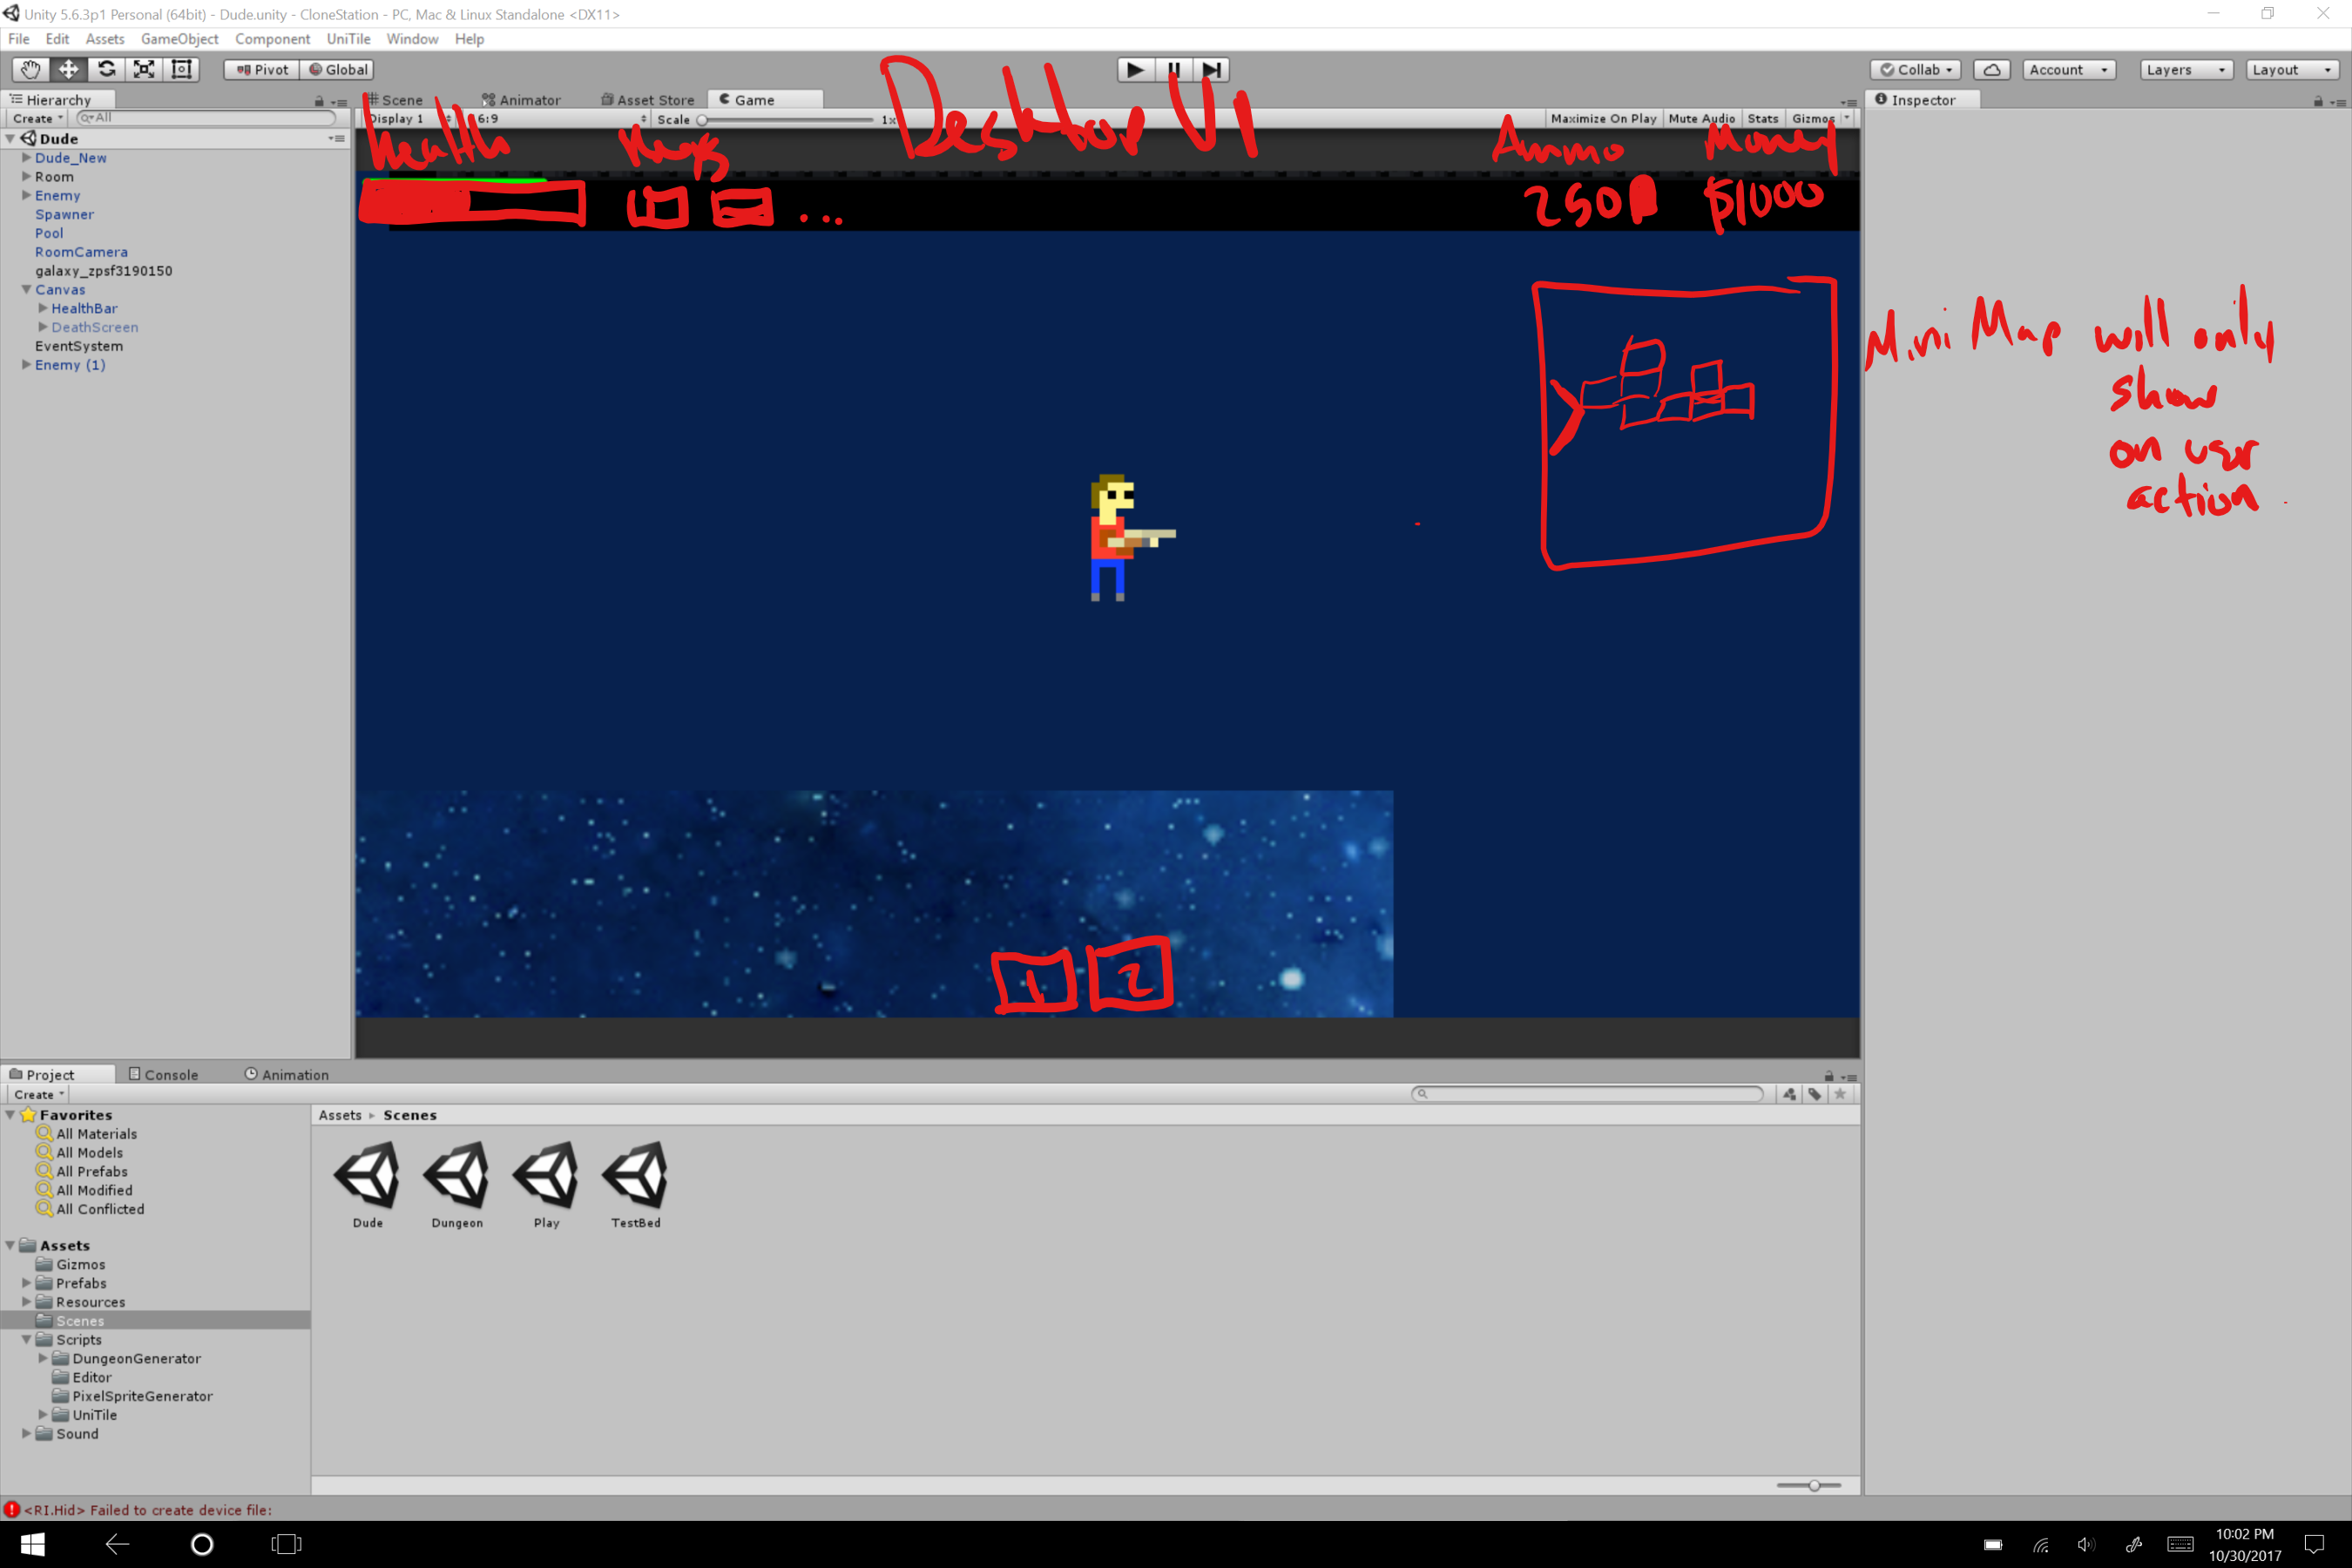 Unity 5.6.3p1 Personal (64bit) - Dude.unity - CloneStation - PC, Mac & Linux Standalone <DX11>
File Edit Assets GameObject Component UniTile Window Help
Pivot Global Collab Account Layers Layout
Hierarchy Scene Animator Asset Store Game Inspector
Create All Display 1 6:9 Scale 1x Maximize On Play Mute Audio Stats Gizmos
Desktop V1
Health Keys Ammo Money
250 $1000
Dude
Dude_New
Room
Enemy
Spawner
Pool
RoomCamera
galaxy_zpsf3190150
Canvas
HealthBar
DeathScreen
EventSystem
Enemy (1)
Mini Map will only
show
on user
action
1 2
Project Console Animation
Create
Favorites
All Materials
All Models
All Prefabs
All Modified
All Conflicted
Assets
Gizmos
Prefabs
Resources
Scenes
Scripts
DungeonGenerator
Editor
PixelSpriteGenerator
UniTile
Sound
Assets Scenes
Dude Dungeon Play TestBed
<RI.Hid> Failed to create device file:
10:02 PM
10/30/2017